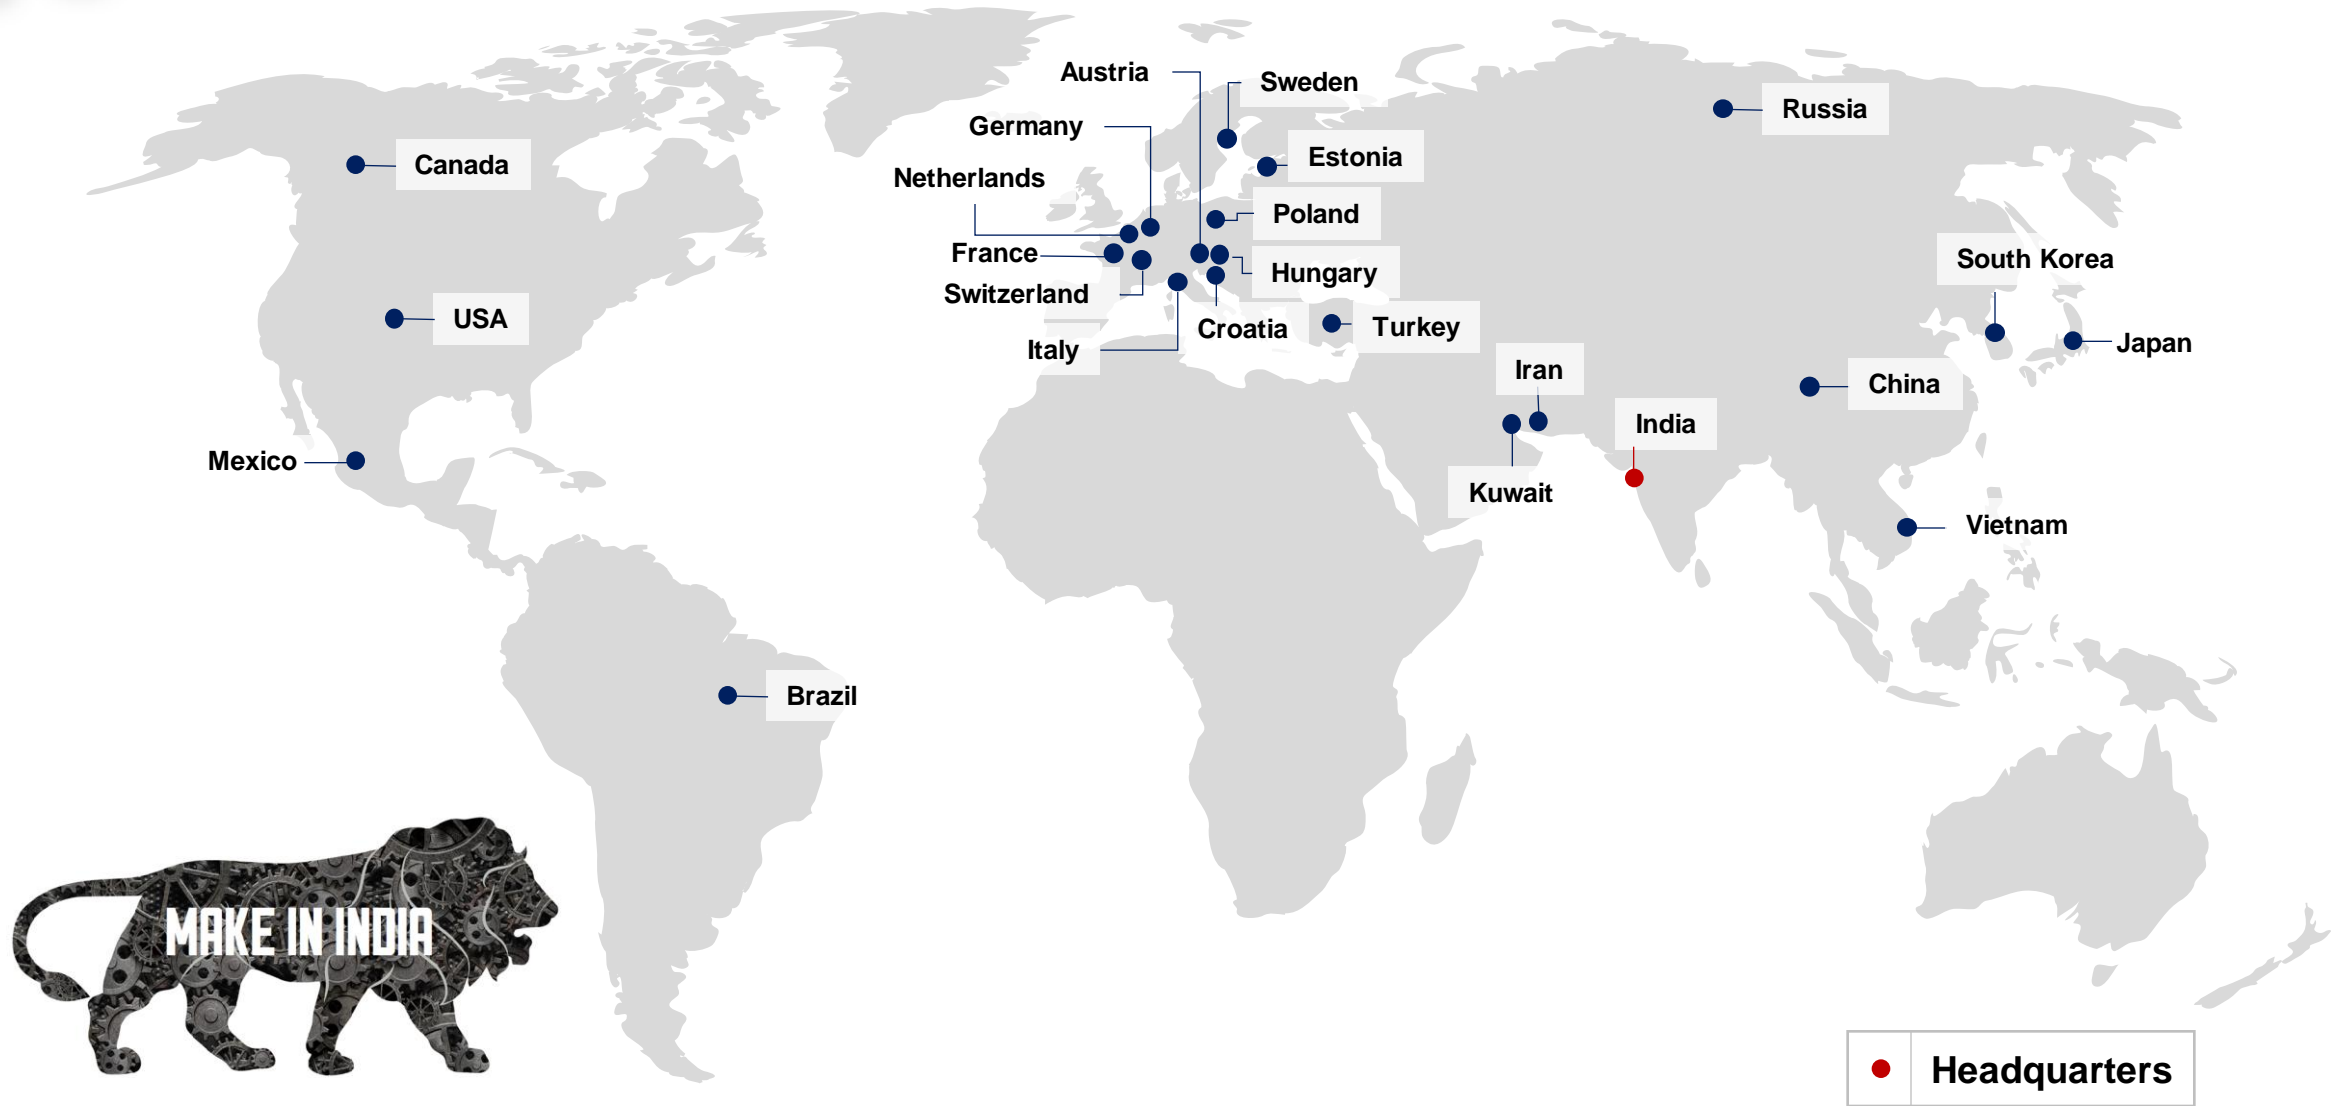 Austria
Sweden
Russia
Germany
Estonia
Canada
Netherlands
Poland
France
South Korea
Hungary
Switzerland
USA
Croatia
Turkey
Japan
Italy
Iran
China
India
Mexico
Kuwait
Vietnam
Brazil
MAKE IN INDIA
Headquarters